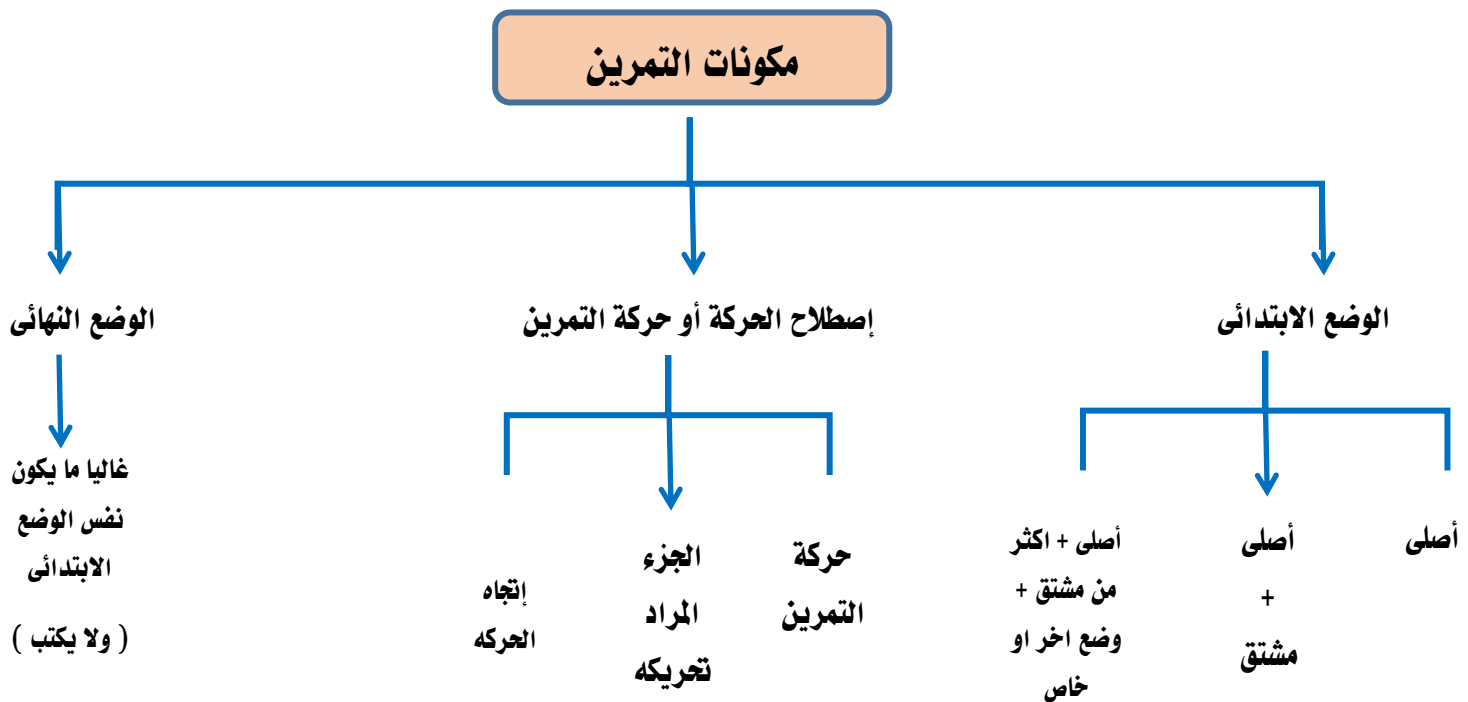 مكونات التمرين
الوضع الابتدائى
إصطلاح الحركة أو حركة التمرين
الوضع النهائى
أصلى
أصلى
+
مشتق
أصلى + اكثر
من مشتق +
وضع اخر او
خاص
حركة
التمرين
الجزء
المراد
تحريكه
إتجاه
الحركه
غاليا ما يكون
نفس الوضع
الابتدائى
( ولا يكتب )